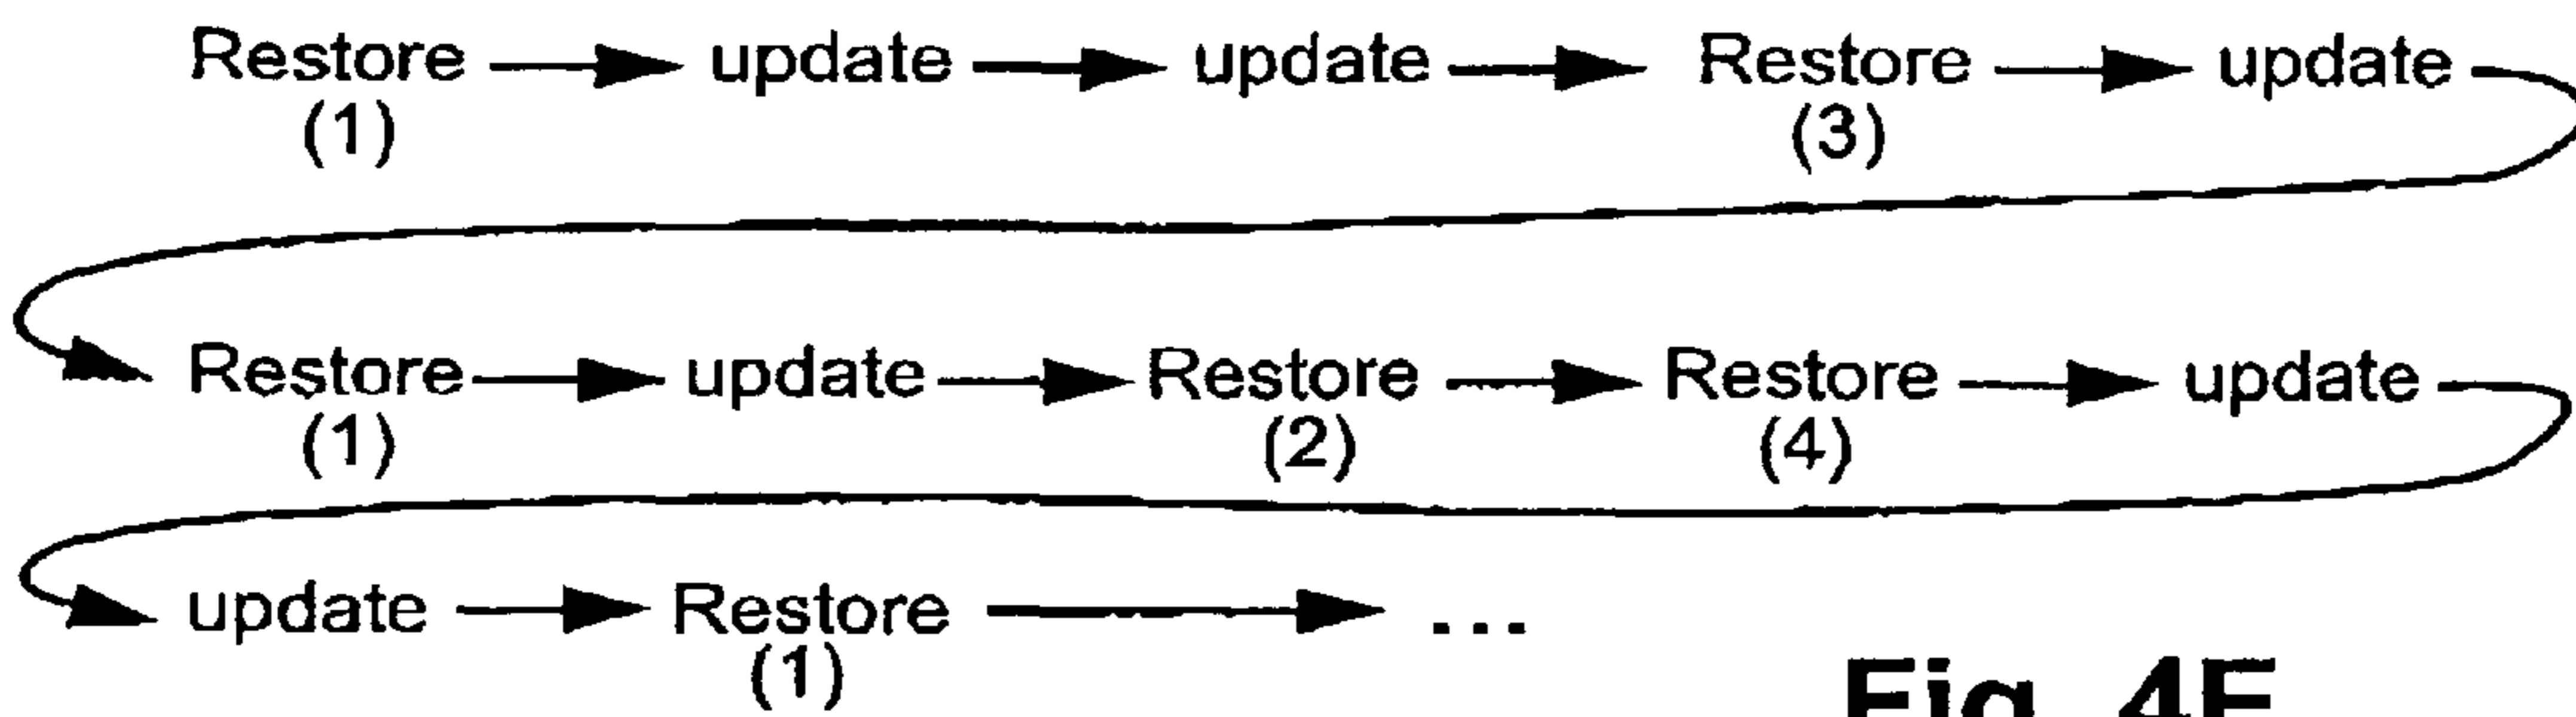 Restore update update Restore update
(1) (3)
Restore update Restore Restore update
(1) (2) (4)
update Restore ...
(1)
Fig.